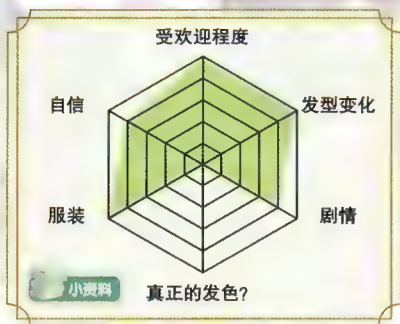 受欢迎程度
自信
发型变化
服装
剧情
真正的发色?
小资料